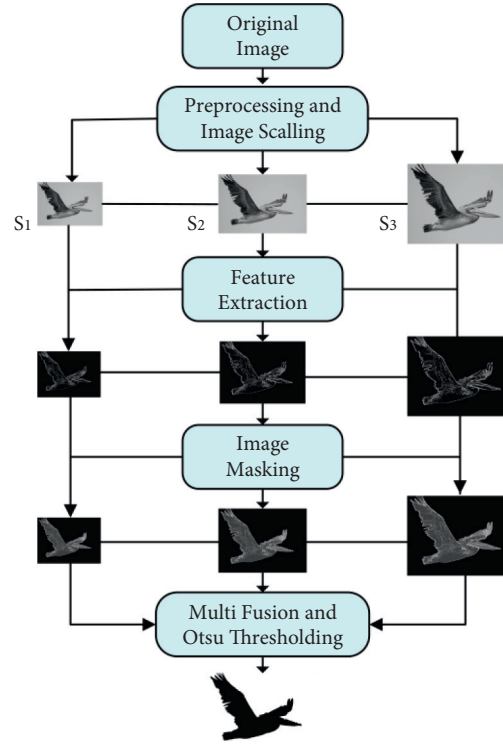 Original
Image
Preprocessing and
Image Scalling
S1
S2
S3
Feature
Extraction
Image
Masking
Multi Fusion and
Otsu Thresholding